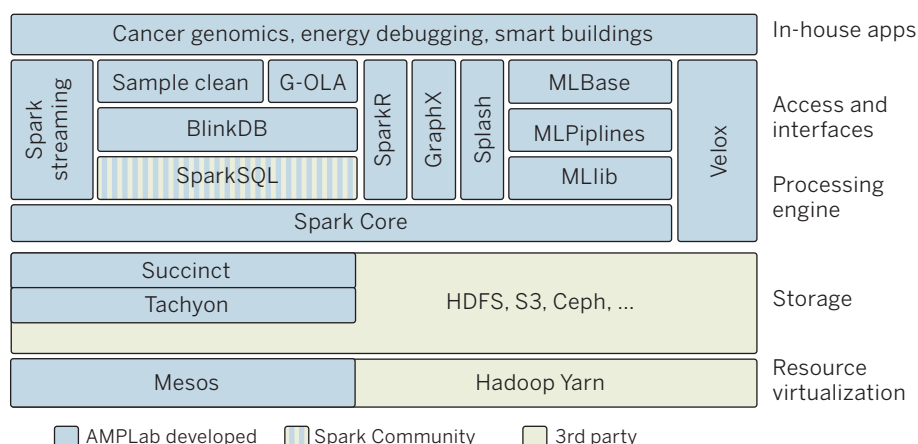 Cancer genomics, energy debugging, smart buildings
In-house apps
Spark
streaming
Sample clean
G-OLA
BlinkDB
SparkSQL
SparkR
GraphX
Splash
MLBase
MLPiplines
MLlib
Velox
Access and
interfaces
Spark Core
Processing
engine
Succinct
Tachyon
HDFS, S3, Ceph, ...
Storage
Mesos
Hadoop Yarn
Resource
virtualization
AMPLab developed
Spark Community
3rd party